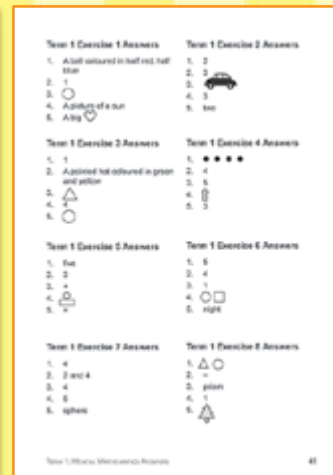 Term 1 Exercise 1 Answers
1. A ball coloured in half red, half
blue
2. 1
3.
4. A picture of a sun
5. A big
Term 1 Exercise 2 Answers
1. 2
2. 3
3.
4. 3
5. two
Term 1 Exercise 3 Answers
1. 1
2. A pointed hat coloured in green
and yellow
3.
4. 4
5.
Term 1 Exercise 4 Answers
1.
2. 4
3. 5
4.
5. 3
Term 1 Exercise 5 Answers
1. five
2. 3
3. +
4.
5. =
Term 1 Exercise 6 Answers
1. 5
2. 4
3. 1
4.
5. eight
Term 1 Exercise 7 Answers
1. 4
2. 2 and 4
3. 4
4. 5
5. sphere
Term 1 Exercise 8 Answers
1.
2. –
3. prism
4. 1
5.
Term 1: Mental Mathematics Answers